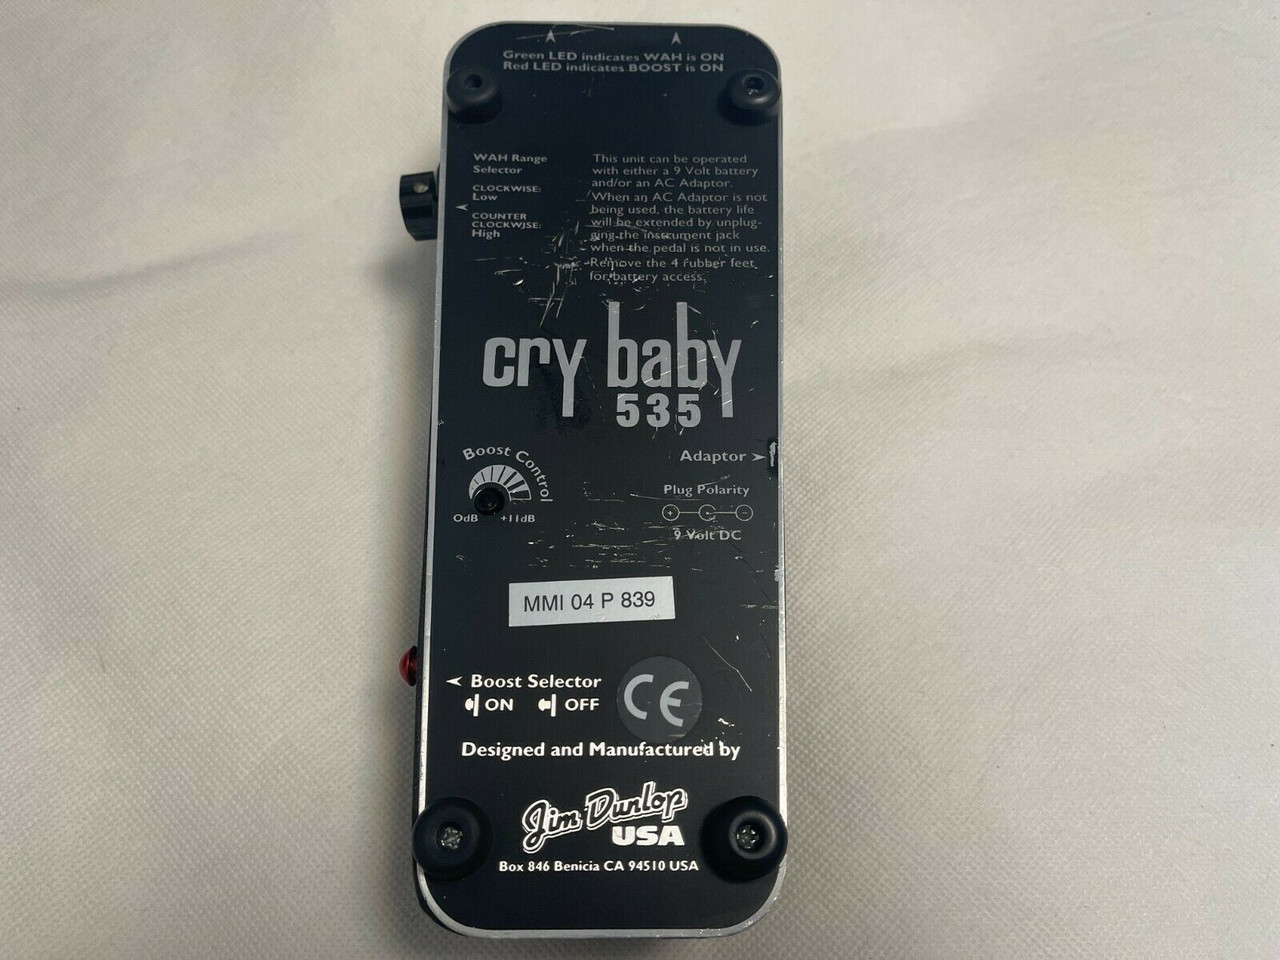 Green LED indicates WAH is ON
Red LED indicates BOOST is ON
WAH Range
Selector
CLOCKWISE:
Low
COUNTER
CLOCKWISE:
High
This unit can be operated
with either a 9 Volt battery
and/or an AC Adaptor.
When an AC Adaptor is not
being used, the battery life
will be extended by unplug-
ging the instrument jack
when the pedal is not in use.
Remove the 4 rubber feet
for battery access.
cry baby
535
Boost Control
0dB +11dB
Adaptor
Plug Polarity
+ -
9 Volt DC
MMI 04 P 839
Boost Selector
ON OFF
CE
Designed and Manufactured by
Jim Dunlop
USA
Box 846 Benicia CA 94510 USA